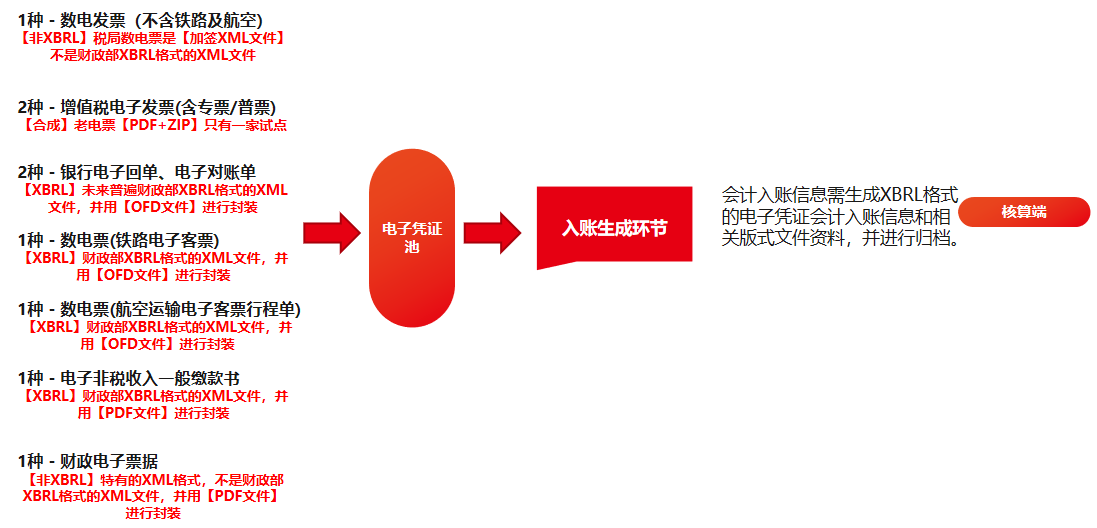 1种 - 数电发票（不含铁路及航空）
【非XBRL】税局数电票是【加签XML文件】
不是财政部XBRL格式的XML文件
2种 - 增值税电子发票(含专票/普票)
【合成】老电票【PDF+ZIP】只有一家试点
2种 - 银行电子回单、电子对账单
【XBRL】未来普遍财政部XBRL格式的XML
文件，并用【OFD文件】进行封装
1种 - 数电票(铁路电子客票)
【XBRL】财政部XBRL格式的XML文件，并
用【OFD文件】进行封装
1种 - 数电票(航空运输电子客票行程单)
【XBRL】财政部XBRL格式的XML文件，并
用【OFD文件】进行封装
1种 - 电子非税收入一般缴款书
【XBRL】财政部XBRL格式的XML文件，并
用【PDF文件】进行封装
1种 - 财政电子票据
【非XBRL】特有的XML格式，不是财政部
XBRL格式的XML文件，并用【PDF文件】
进行封装
电子凭证
池
入账生成环节
会计入账信息需生成XBRL格式
的电子凭证会计入账信息和相
关版式文件资料，并进行归档。
核算端